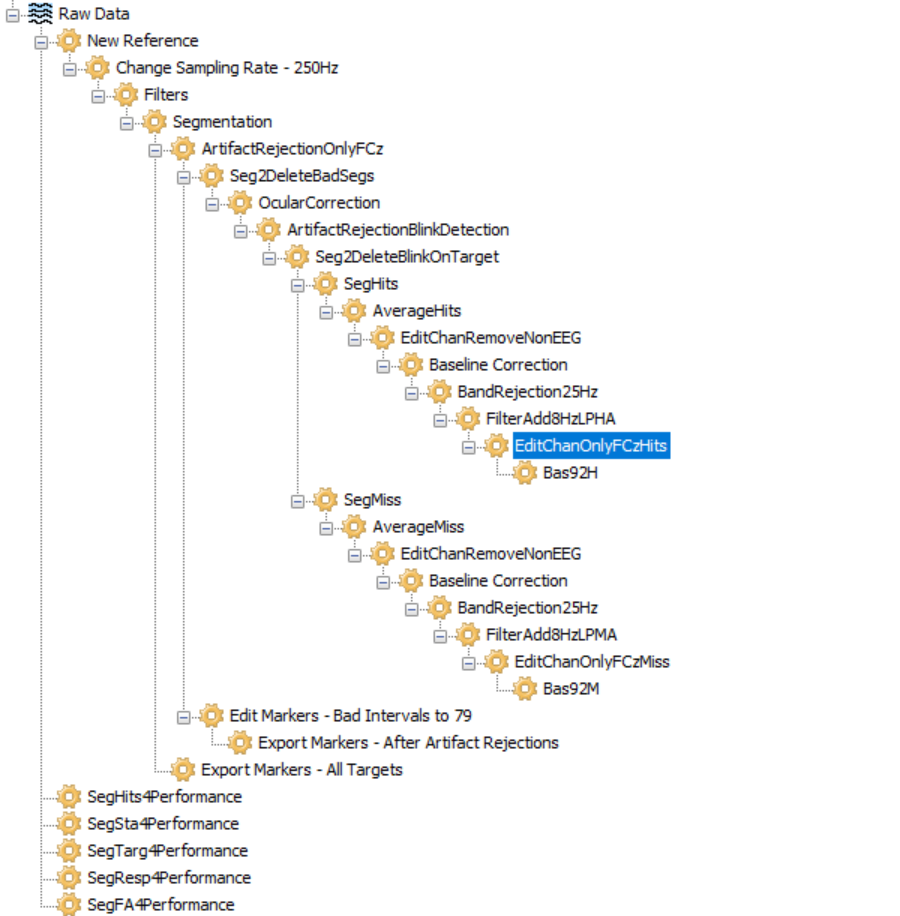 Raw Data
New Reference
Change Sampling Rate - 250Hz
Filters
Segmentation
ArtifactRejectionOnlyFCz
Seg2DeleteBadSegs
OcularCorrection
ArtifactRejectionBlinkDetection
Seg2DeleteBlinkOnTarget
SegHits
AverageHits
EditChanRemoveNonEEG
Baseline Correction
BandRejection25Hz
FilterAdd8HzLPHA
EditChanOnlyFCzHits
Bas92H
SegMiss
AverageMiss
EditChanRemoveNonEEG
Baseline Correction
BandRejection25Hz
FilterAdd8HzLPMA
EditChanOnlyFCzMiss
Bas92M
Edit Markers - Bad Intervals to 79
Export Markers - After Artifact Rejections
Export Markers - All Targets
SegHits4Performance
SegSta4Performance
SegTarg4Performance
SegResp4Performance
SegFA4Performance